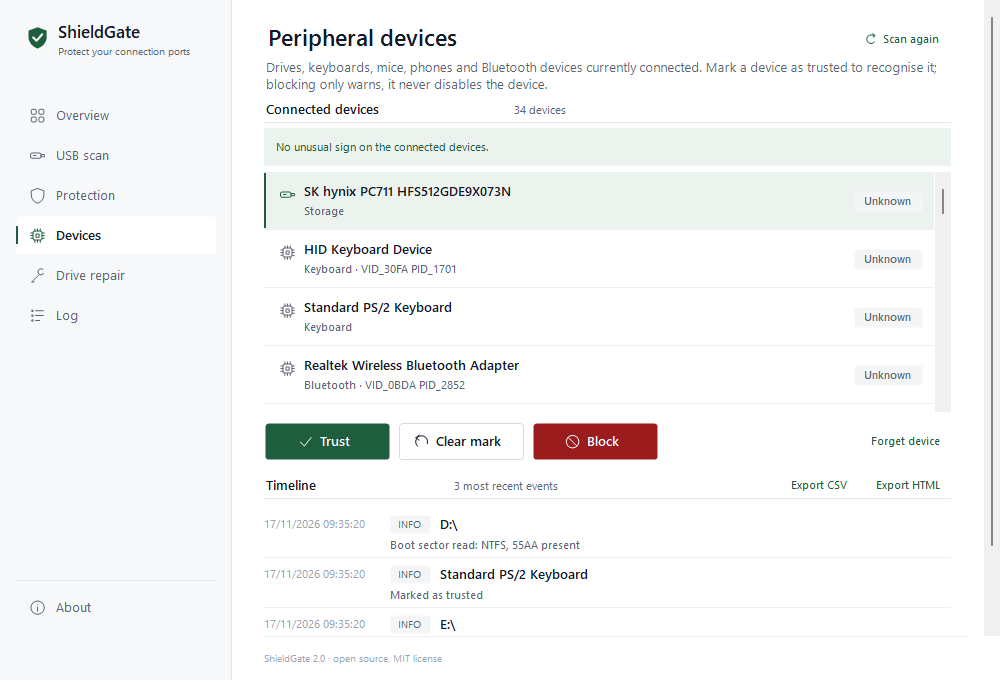 ShieldGate
Protect your connection ports
Overview
USB scan
Protection
Devices
Drive repair
Log
About
Peripheral devices
Scan again
Drives, keyboards, mice, phones and Bluetooth devices currently connected. Mark a device as trusted to recognise it;
blocking only warns, it never disables the device.
Connected devices
34 devices
No unusual sign on the connected devices.
SK hynix PC711 HFS512GDE9X073N
Storage
Unknown
HID Keyboard Device
Keyboard · VID_30FA PID_1701
Unknown
Standard PS/2 Keyboard
Keyboard
Unknown
Realtek Wireless Bluetooth Adapter
Bluetooth · VID_0BDA PID_2852
Unknown
Trust
Clear mark
Block
Forget device
Timeline
3 most recent events
Export CSV
Export HTML
17/11/2026 09:35:20 INFO D:\
Boot sector read: NTFS, 55AA present
17/11/2026 09:35:20 INFO Standard PS/2 Keyboard
Marked as trusted
17/11/2026 09:35:20 INFO E:\
ShieldGate 2.0 · open source, MIT license